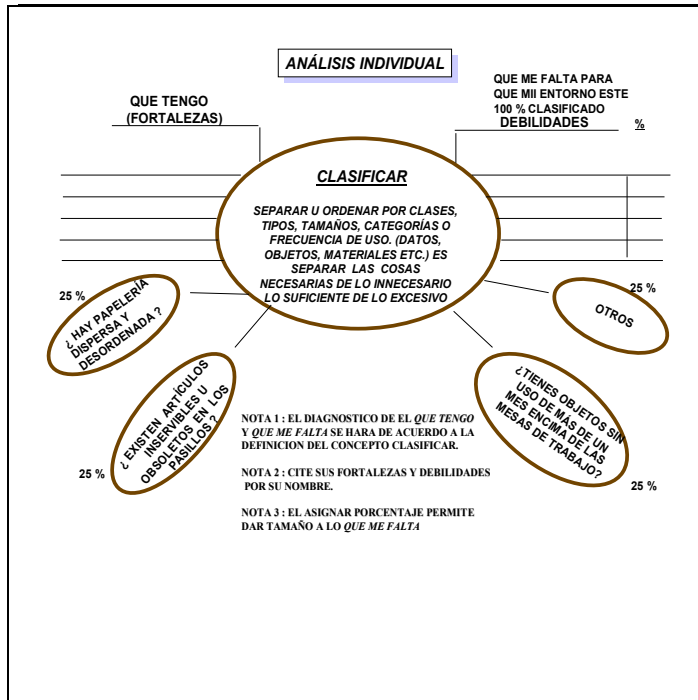 ANÁLISIS INDIVIDUAL
QUE TENGO
(FORTALEZAS)
QUE ME FALTA PARA
QUE MII ENTORNO ESTE
100 % CLASIFICADO
DEBILIDADES
%
CLASIFICAR
SEPARAR U ORDENAR POR CLASES,
TIPOS, TAMAÑOS, CATEGORÍAS O
FRECUENCIA DE USO. (DATOS,
OBJETOS, MATERIALES ETC.) ES
SEPARAR LAS COSAS
NECESARIAS DE LO INNECESARIO
LO SUFICIENTE DE LO EXCESIVO
25 %
¿ HAY PAPELERÍA
DISPERSA Y
DESORDENADA ?
25 %
OTROS
¿ EXISTEN ARTÍCULOS
INSERVIBLES U
OBSOLETOS EN LOS
PASILLOS ?
25 %
¿TIENES OBJETOS SIN
USO DE MÁS DE UN
MES ENCIMA DE LAS
MESAS DE TRABAJO?
25 %
NOTA 1 : EL DIAGNOSTICO DE EL QUE TENGO
Y QUE ME FALTA SE HARA DE ACUERDO A LA
DEFINICION DEL CONCEPTO CLASIFICAR.
NOTA 2 : CITE SUS FORTALEZAS Y DEBILIDADES
POR SU NOMBRE.
NOTA 3 : EL ASIGNAR PORCENTAJE PERMITE
DAR TAMAÑO A LO QUE ME FALTA